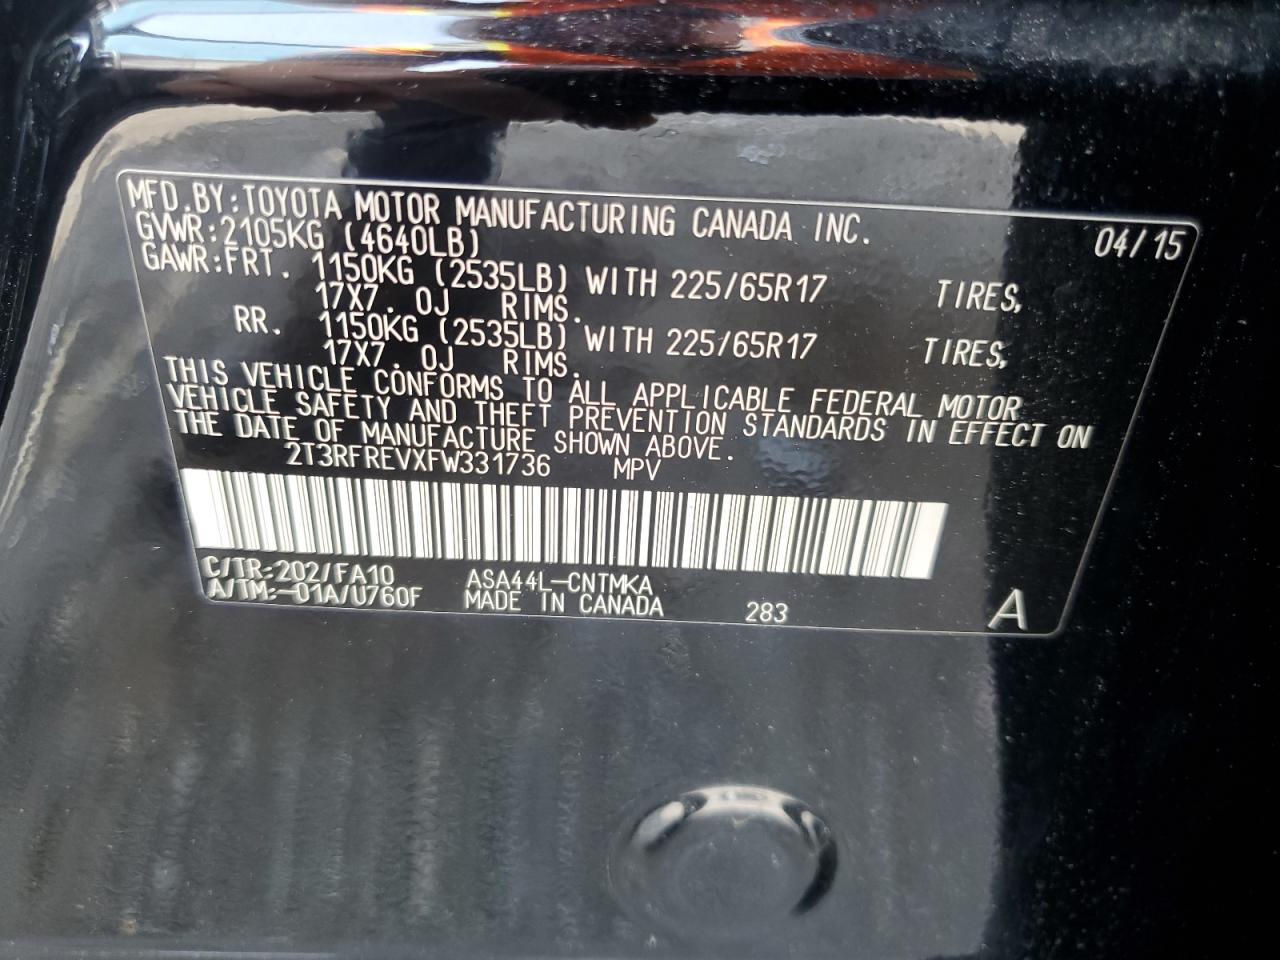 MFD.BY:TOYOTA MOTOR MANUFACTURING CANADA INC. 04/15
GVWR:2105KG (4640LB)
GAWR:FRT. 1150KG (2535LB) WITH 225/65R17 TIRES,
17X7. 0J RIMS.
RR. 1150KG (2535LB) WITH 225/65R17 TIRES,
17X7. 0J RIMS.
THIS VEHICLE CONFORMS TO ALL APPLICABLE FEDERAL MOTOR
VEHICLE SAFETY AND THEFT PREVENTION STANDARDS IN EFFECT ON
THE DATE OF MANUFACTURE SHOWN ABOVE.
2T3RFREVXFW331736 MPV
C/TR:202/FA10 ASA44L-CNTMKA
A/TM:-01A/U760F MADE IN CANADA 283 A